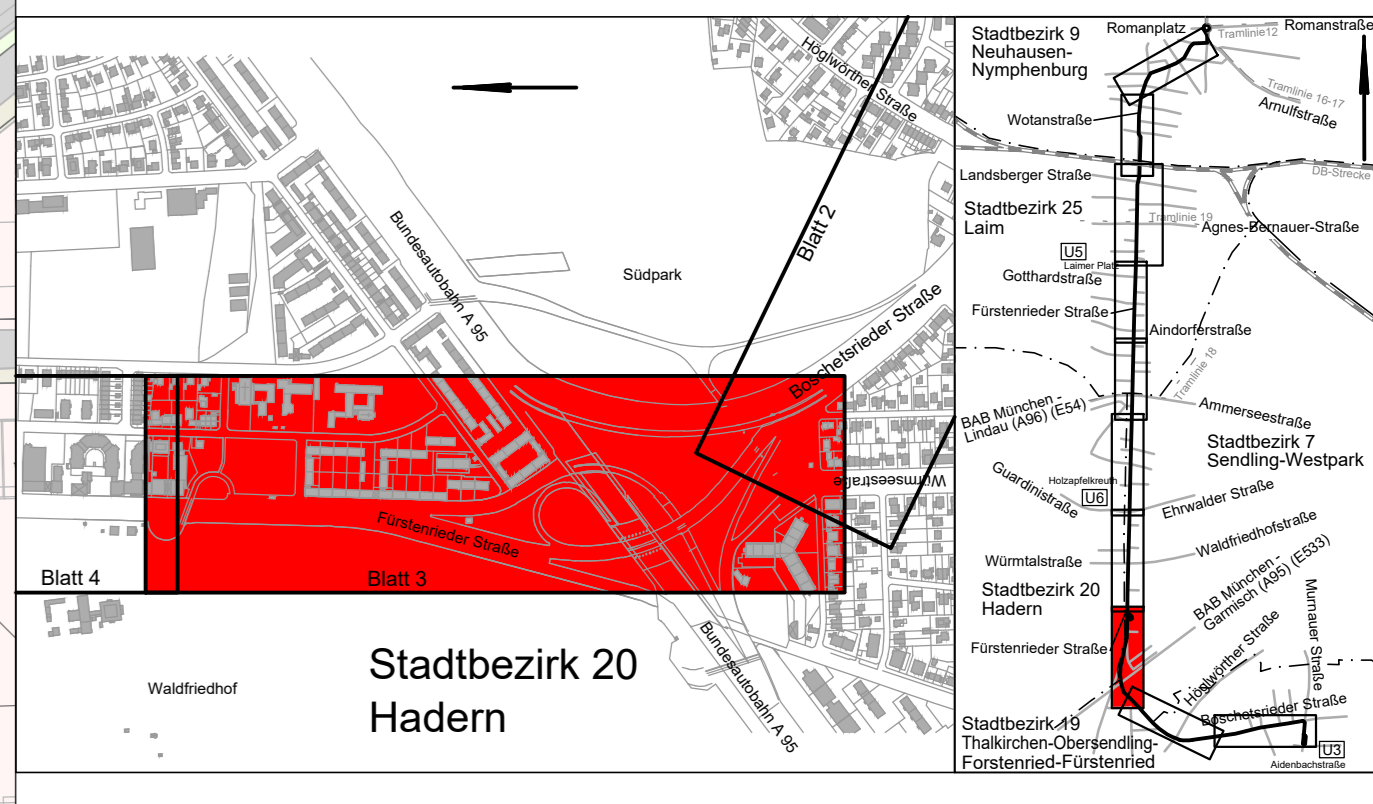 Höglwörther Straße
Bundesautobahn A 95
Südpark
Blatt 2
Boschetsrieder Straße
Würmseestraße
Fürstenrieder Straße
Blatt 4
Blatt 3
Bundesautobahn A 95
Stadtbezirk 20
Hadern
Waldfriedhof
Stadtbezirk 9
Neuhausen-
Nymphenburg
Romanplatz
Romanstraße
Tramlinie12
Tramlinie 16-17
Arnulfstraße
Wotanstraße
Landsberger Straße
DB-Strecke
Stadtbezirk 25
Laim
Tramlinie 19
Agnes-Bernauer-Straße
U5
Laimer Platz
Gotthardstraße
Fürstenrieder Straße
Aindorferstraße
Tramlinie 18
BAB München -
Lindau (A96) (E54)
Ammerseestraße
Stadtbezirk 7
Sendling-Westpark
Guardinistraße
Holzapfelkreuth
U6
Ehrwalder Straße
Waldfriedhofstraße
Würmtalstraße
BAB München -
Garmisch (A95) (E533)
Stadtbezirk 20
Hadern
Murnauer Straße
Fürstenrieder Straße
Höglwörther Straße
Boschetsrieder Straße
Stadtbezirk 19
Thalkirchen-Obersendling-
Forstenried-Fürstenried
U3
Aidenbachstraße